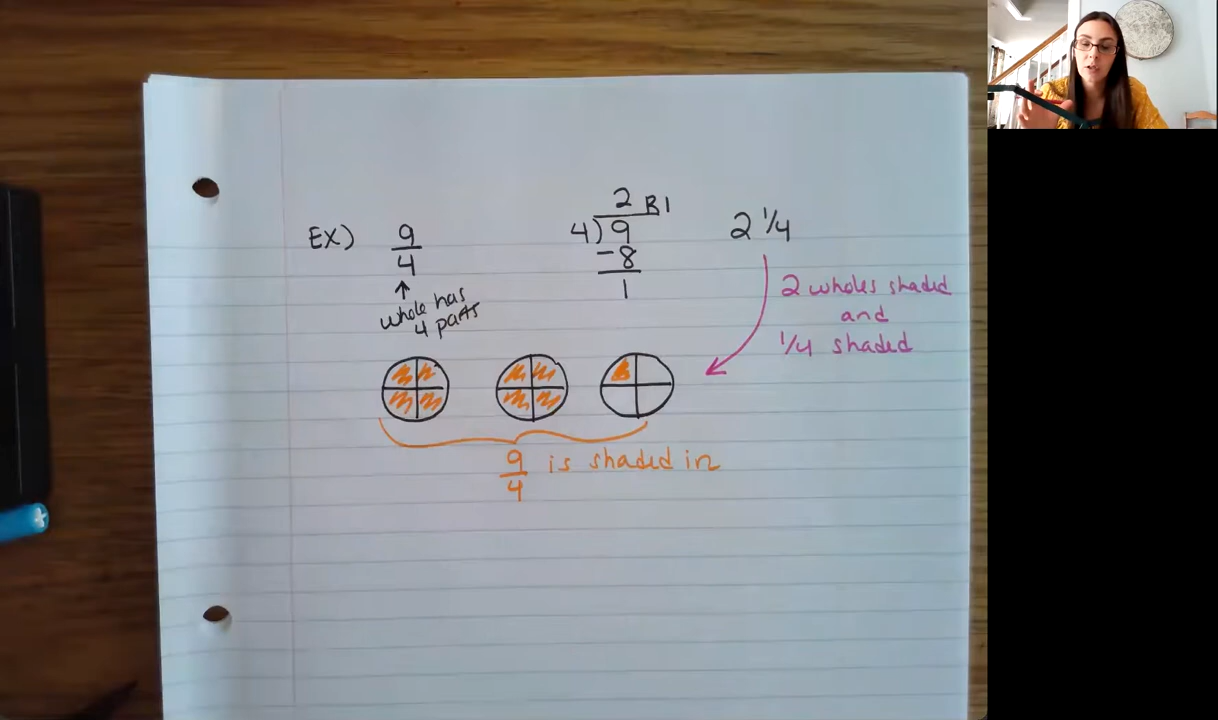 EX) 9/4
whole has
4 parts
2 R1
4)9
-8
1
2 1/4
2 wholes shaded
and
1/4 shaded
9/4 is shaded in